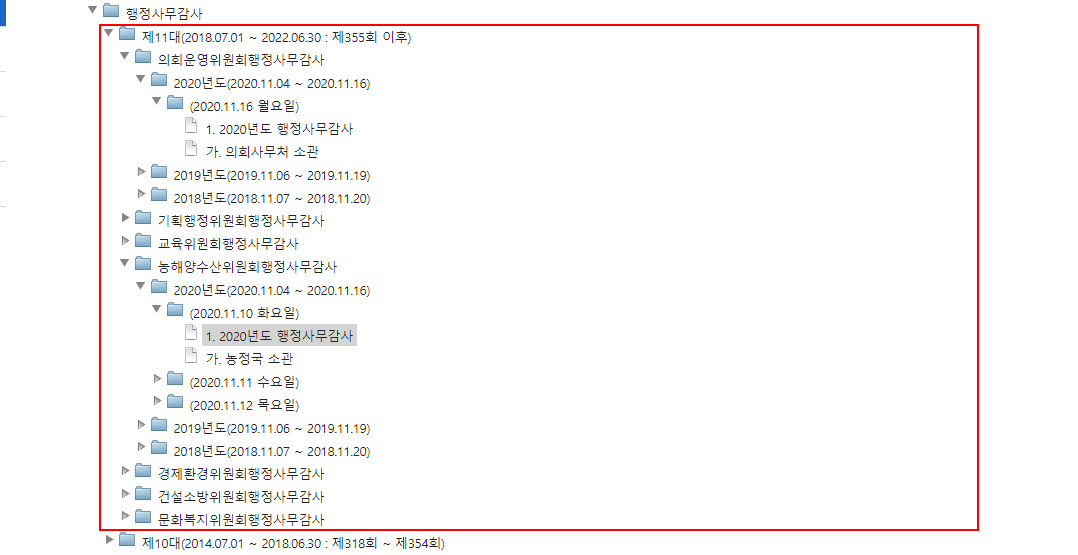 행정사무감사
제11대(2018.07.01 ~ 2022.06.30 : 제355회 이후)
의회운영위원회행정사무감사
2020년도(2020.11.04 ~ 2020.11.16)
(2020.11.16 월요일)
1. 2020년도 행정사무감사
가. 의회사무처 소관
2019년도(2019.11.06 ~ 2019.11.19)
2018년도(2018.11.07 ~ 2018.11.20)
기획행정위원회행정사무감사
교육위원회행정사무감사
농해양수산위원회행정사무감사
2020년도(2020.11.04 ~ 2020.11.16)
(2020.11.10 화요일)
1. 2020년도 행정사무감사
가. 농정국 소관
(2020.11.11 수요일)
(2020.11.12 목요일)
2019년도(2019.11.06 ~ 2019.11.19)
2018년도(2018.11.07 ~ 2018.11.20)
경제환경위원회행정사무감사
건설소방위원회행정사무감사
문화복지위원회행정사무감사
제10대(2014.07.01 ~ 2018.06.30 : 제318회 ~ 제354회)